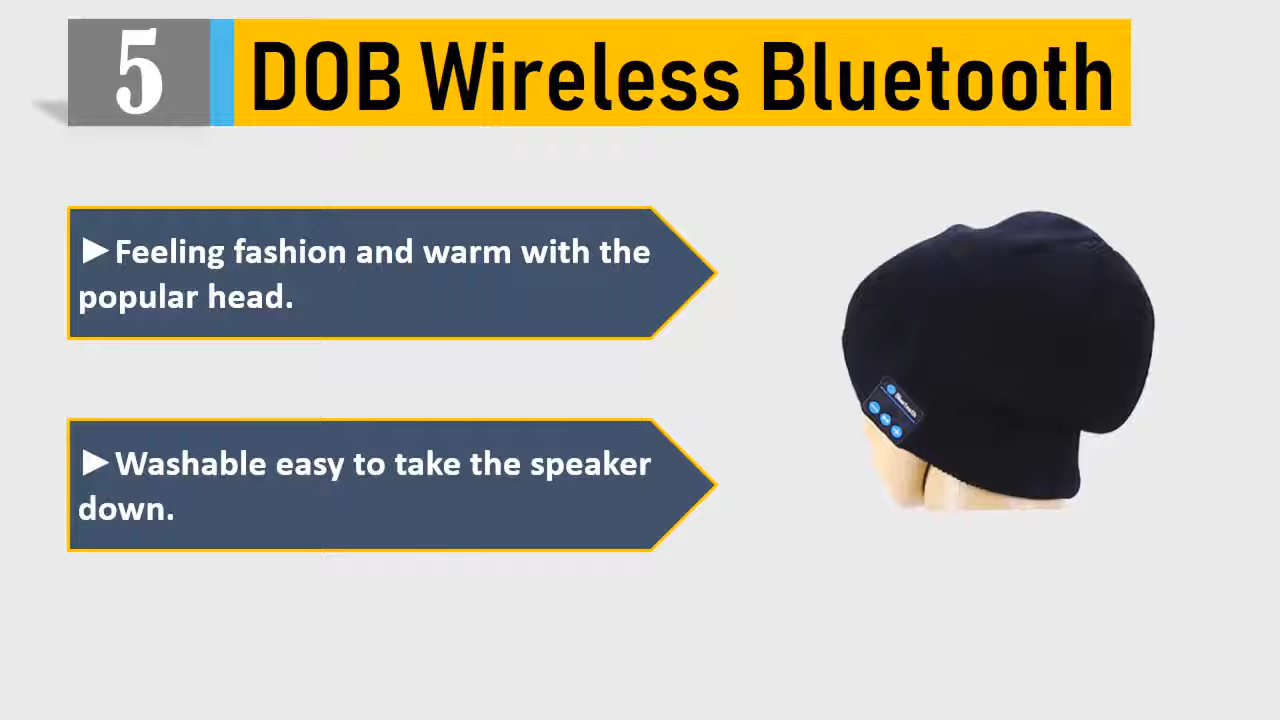 5 DOB Wireless Bluetooth
►Feeling fashion and warm with the
popular head.
►Washable easy to take the speaker
down.
Bluetooth